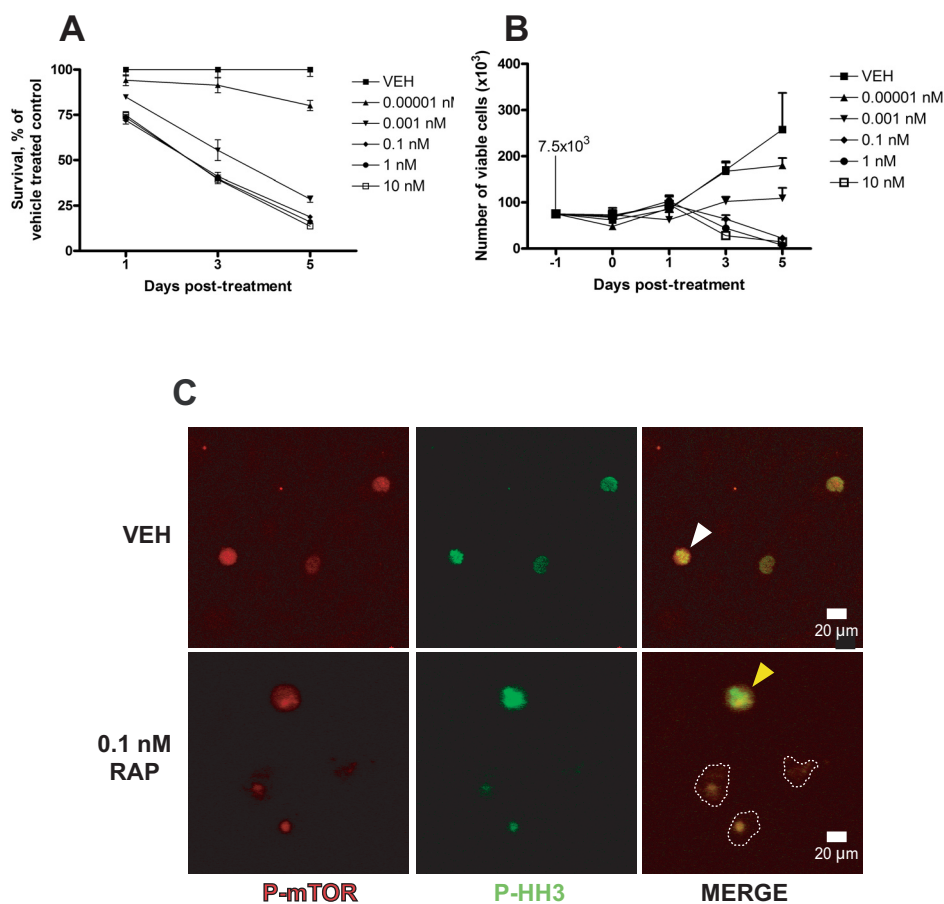 A
B
100
75
50
25
0
Survival, % of
vehicle treated control
1 3 5
Days post-treatment
VEH
0.00001 nM
0.001 nM
0.1 nM
1 nM
10 nM
400
300
200
100
0
Number of viable cells (x10³)
7.5x10³
-1 0 1 3 5
Days post-treatment
VEH
0.00001 nM
0.001 nM
0.1 nM
1 nM
10 nM
C
VEH
20 µm
0.1 nM
RAP
20 µm
P-mTOR P-HH3 MERGE